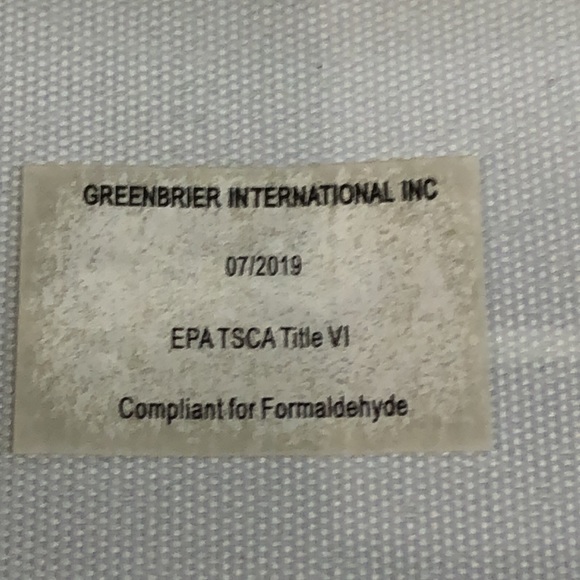 GREENBRIER INTERNATIONAL INC
07/2019
EPA TSCA Title VI
Compliant for Formaldehyde